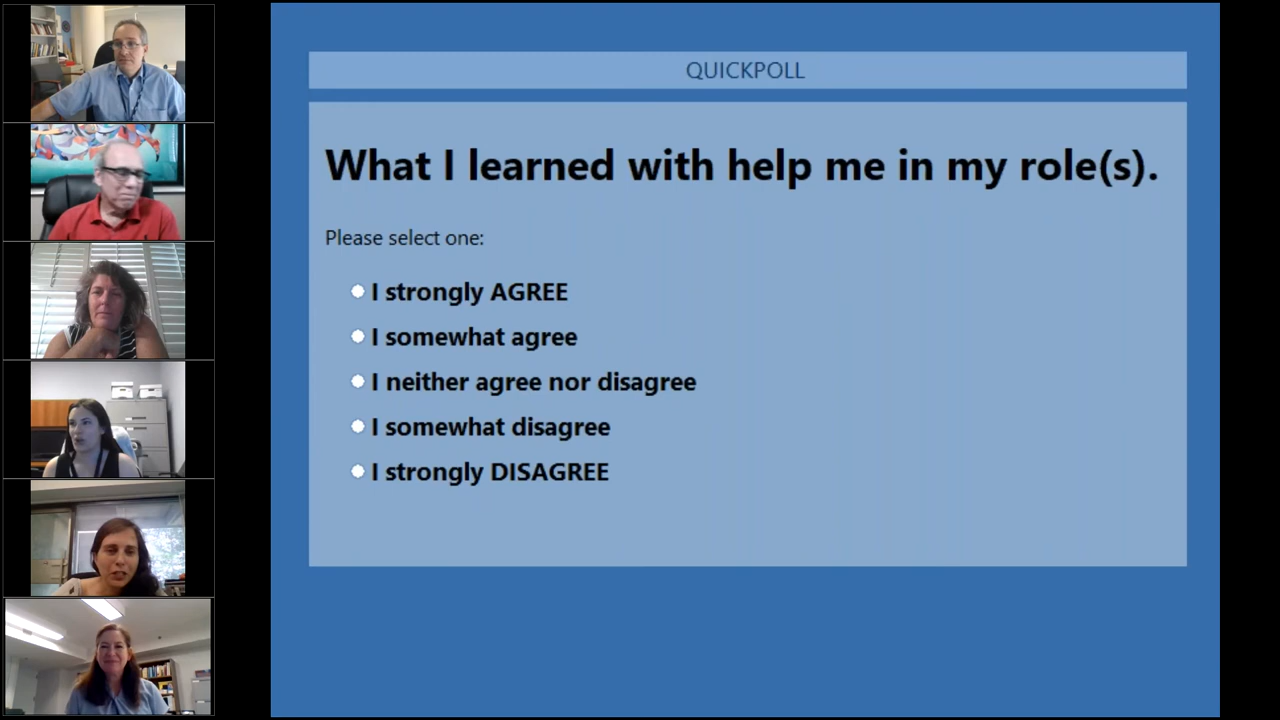 QUICKPOLL
What I learned with help me in my role(s).
Please select one:
I strongly AGREE
I somewhat agree
I neither agree nor disagree
I somewhat disagree
I strongly DISAGREE